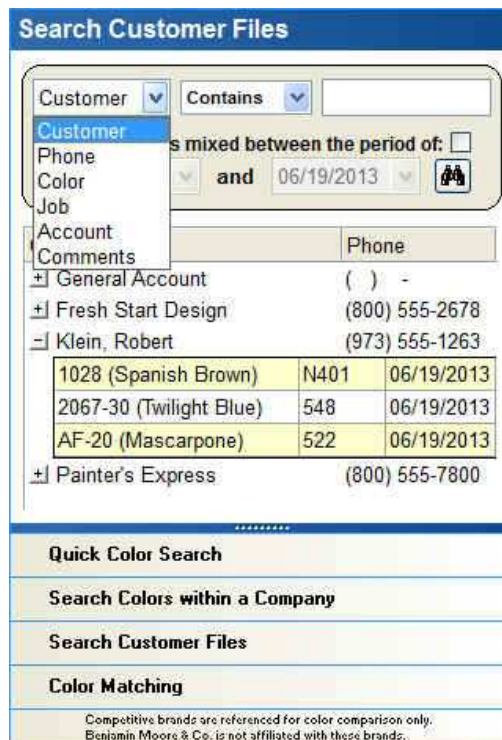 Search Customer Files
Customer Contains
Customer
Phone
Color
Job
Account
Comments
s mixed between the period of:
and 06/19/2013
Phone
General Account ( ) -
Fresh Start Design (800) 555-2678
Klein, Robert (973) 555-1263
1028 (Spanish Brown) N401 06/19/2013
2067-30 (Twilight Blue) 548 06/19/2013
AF-20 (Mascarpone) 522 06/19/2013
Painter's Express (800) 555-7800
Quick Color Search
Search Colors within a Company
Search Customer Files
Color Matching
Competitive brands are referenced for color comparison only.
Benjamin Moore & Co. is not affiliated with these brands.